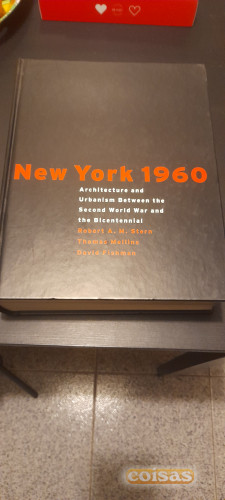 New York 1960
Architecture and
Urbanism Between the
Second World War and
the Bicentennial
Robert A. M. Stern
Thomas Mellins
David Fishman
coisas